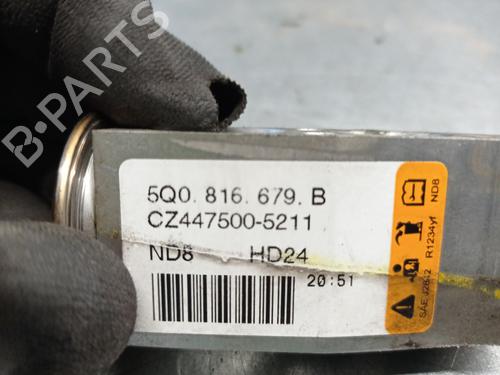 B-PARTS
5Q0. 816. 679. B
CZ447500-5211
ND8 HD24
20:51
ND8
R1234yf
SAE J2842